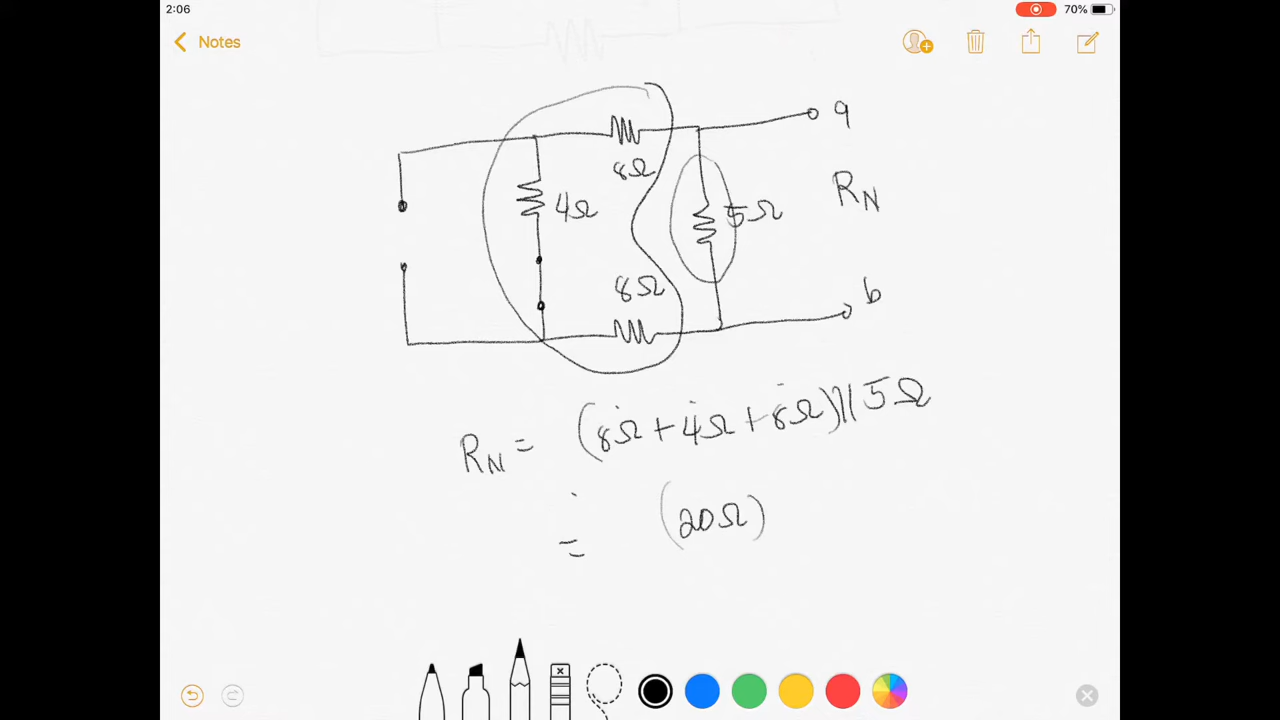 2:06
70%
Notes
a
8Ω
4Ω
5Ω
R_N
8Ω
b
R_N = (8Ω + 4Ω + 8Ω) || 5Ω
= (20Ω)